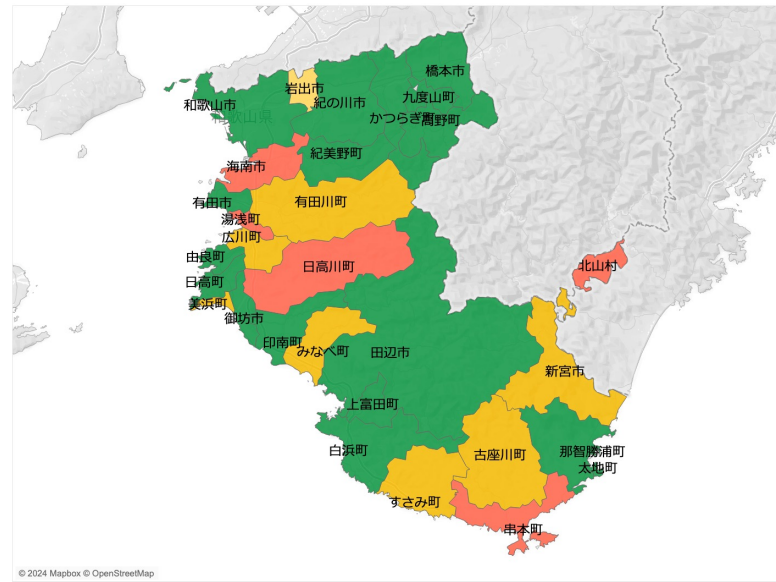 橋本市
岩出市
九度山町
紀の川市
和歌山市
かつらぎ町
高野町
和歌山県
紀美野町
海南市
有田市
有田川町
湯浅町
広川町
由良町
日高川町
北山村
日高町
美浜町
御坊市
印南町
みなべ町
田辺市
新宮市
上富田町
白浜町
古座川町
那智勝浦町
太地町
すさみ町
串本町
© 2024 Mapbox © OpenStreetMap